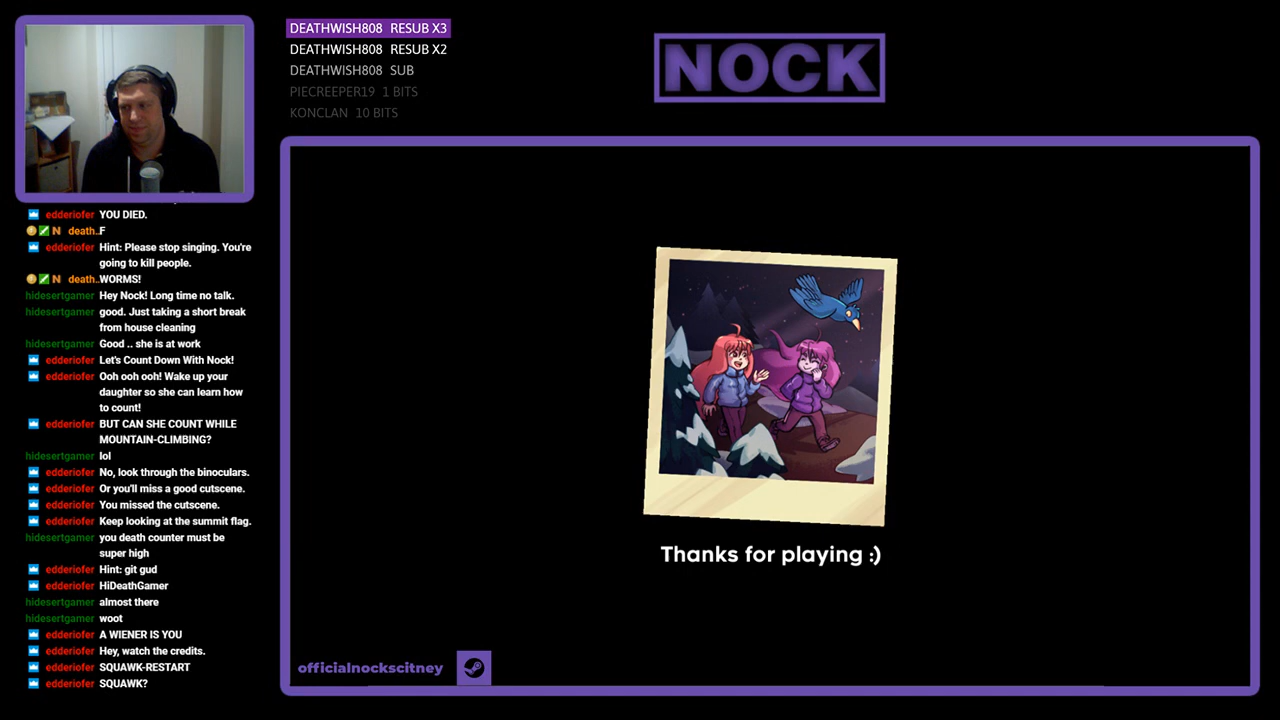 DEATHWISH808 RESUB X3
DEATHWISH808 RESUB X2
DEATHWISH808 SUB
PIECREEPER19 1 BITS
KONCLAN 10 BITS
NOCK
edderiofer YOU DIED.
N death..F
edderiofer Hint: Please stop singing. You're
going to kill people.
N death..WORMS!
hidesertgamer Hey Nock! Long time no talk.
hidesertgamer good. Just taking a short break
from house cleaning
hidesertgamer Good .. she is at work
edderiofer Let's Count Down With Nock!
edderiofer Ooh ooh ooh! Wake up your
daughter so she can learn how
to count!
edderiofer BUT CAN SHE COUNT WHILE
MOUNTAIN-CLIMBING?
hidesertgamer lol
edderiofer No, look through the binoculars.
edderiofer Or you'll miss a good cutscene.
edderiofer You missed the cutscene.
edderiofer Keep looking at the summit flag.
hidesertgamer you death counter must be
super high
edderiofer Hint: git gud
edderiofer HiDeathGamer
hidesertgamer almost there
hidesertgamer woot
edderiofer A WIENER IS YOU
edderiofer Hey, watch the credits.
edderiofer SQUAWK-RESTART
edderiofer SQUAWK?
Thanks for playing :)
officialnockscitney